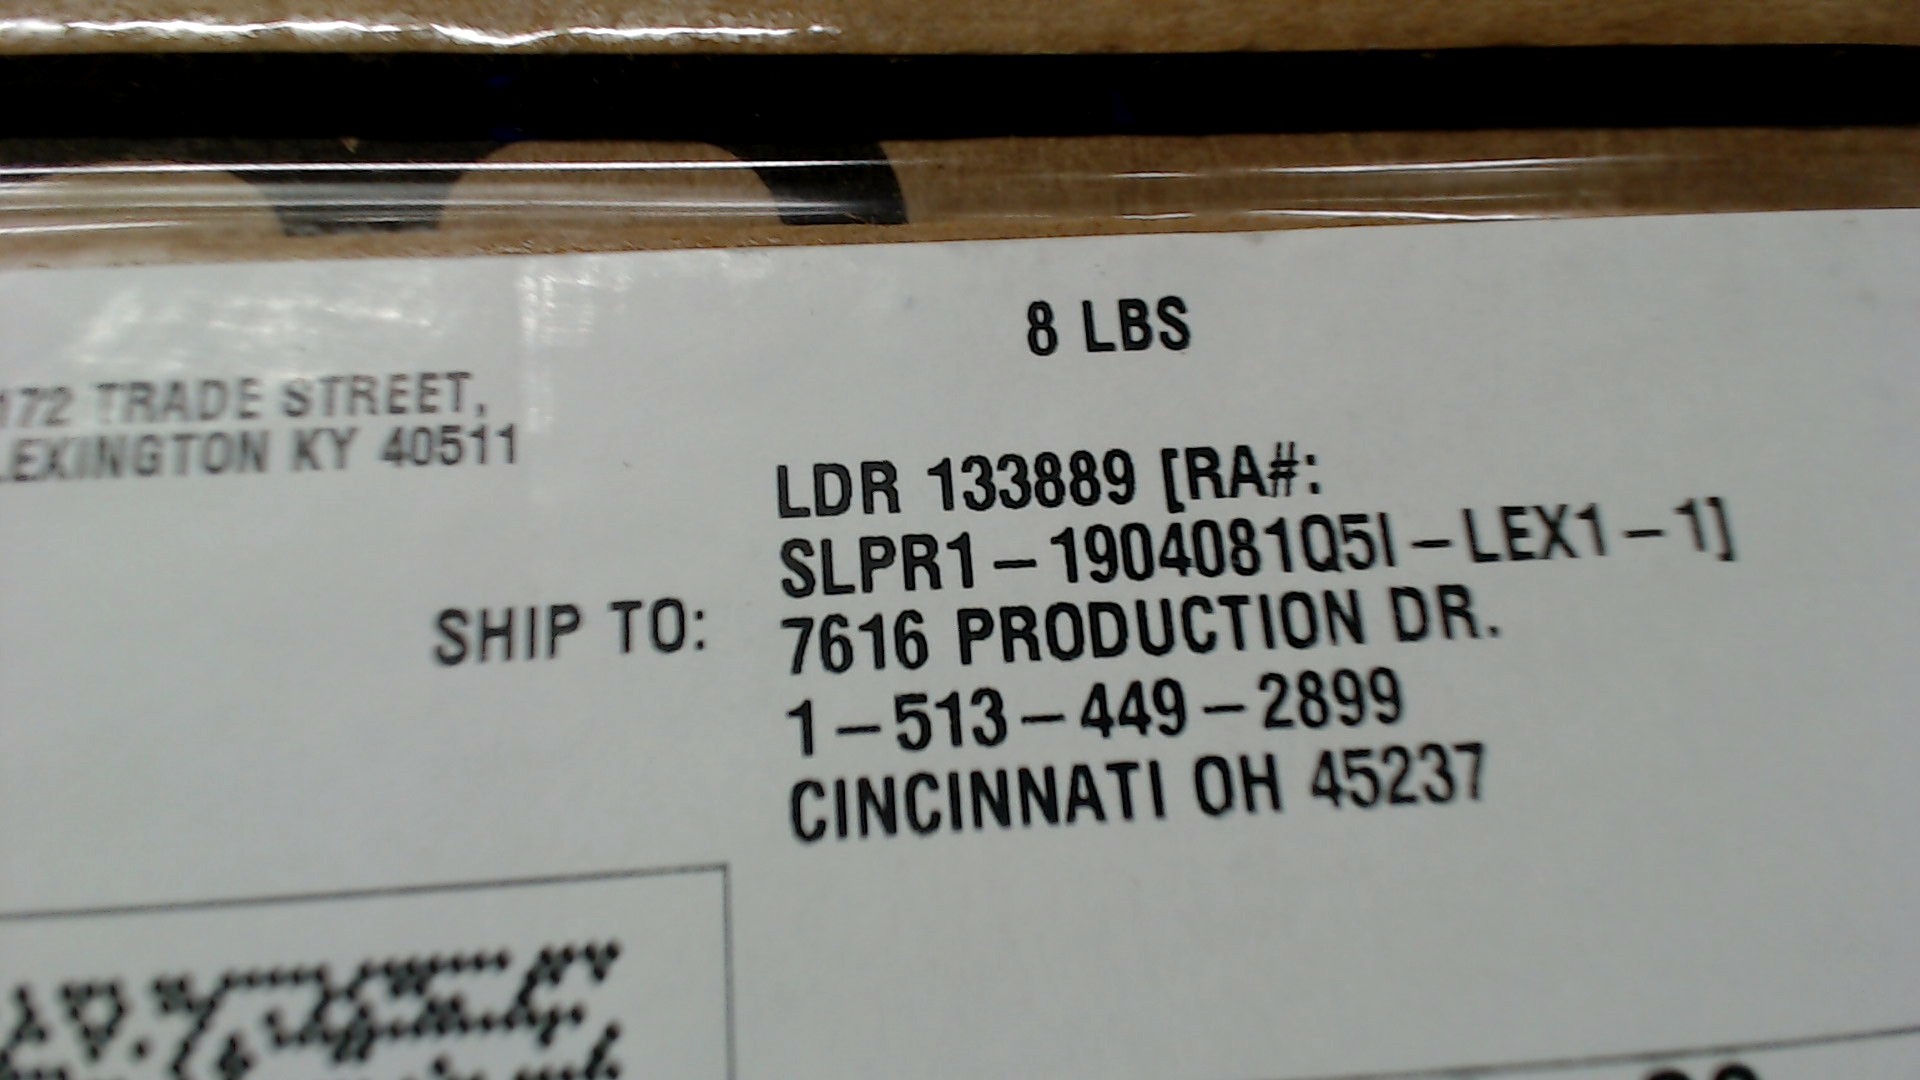 8 LBS
172 TRADE STREET,
LEXINGTON KY 40511
LDR 133889 [RA#:
SLPR1-1904081Q5I-LEX1-1]
SHIP TO: 7616 PRODUCTION DR.
1-513-449-2899
CINCINNATI OH 45237